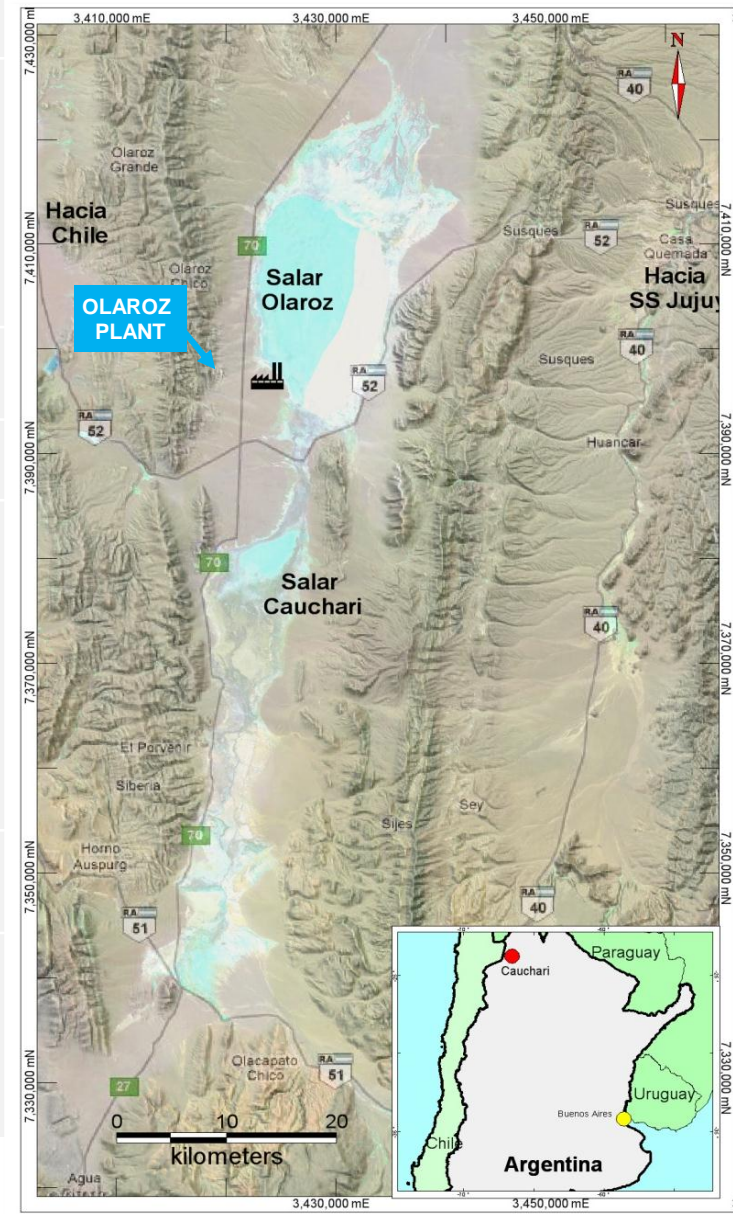 3,410,000 mE
3,430,000 mE
3,450,000 mE
7,430,000 ml
N
RA
40
Olaroz
Grande
Hacia
Chile
7,410,000 mN
70
Susques
RA
52
Susques
Casa
Quemada
7,410,000 mN
Hacia
SS Jujuy
Olaroz
Chico
Salar
Olaroz
OLAROZ
PLANT
RA
40
Susques
RA
52
RA
52
7,390,000 mN
Huancar
7,390,000 mN
70
Salar
Cauchari
RA
40
7,370,000 mN
7,370,000 mN
El Porvenir
Siberia
Sey
Sijes
70
Horno
Auspurg
7,350,000 mN
7,350,000 mN
RA
51
RA
40
Paraguay
Cauchari
Uruguay
Buenos Aires
Chile
Argentina
7,330,000 mN
7,330,000 mN
Olacapato
Chico
RA
51
27
0 10 20
kilometers
Agua
3,430,000 mE
3,450,000 mE